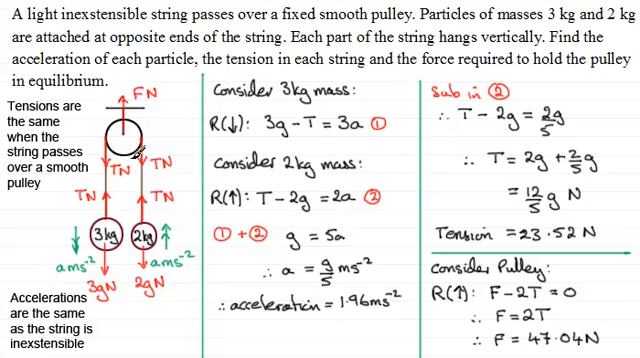 A light inextensible string passes over a fixed smooth pulley. Particles of masses 3 kg and 2 kg
are attached at opposite ends of the string. Each part of the string hangs vertically. Find the
acceleration of each particle, the tension in each string and the force required to hold the pulley
in equilibrium.
Tensions are
the same
when the
string passes
over a smooth
pulley
FN
TN TN
TN TN
3kg 2kg
ams⁻² ams⁻²
3gN 2gN
Accelerations
are the same
as the string is
inextensible
Consider 3kg mass:
R(↓): 3g - T = 3a ①
Consider 2kg mass:
R(↑): T - 2g = 2a ②
① + ② g = 5a
∴ a = g/5 ms⁻²
∴ acceleration = 1.96ms⁻²
Sub in ②
∴ T - 2g = 2g/5
∴ T = 2g + 2/5 g
= 12/5 g N
Tension = 23.52N
Consider Pulley:
R(↑): F - 2T = 0
∴ F = 2T
∴ F = 47.04N